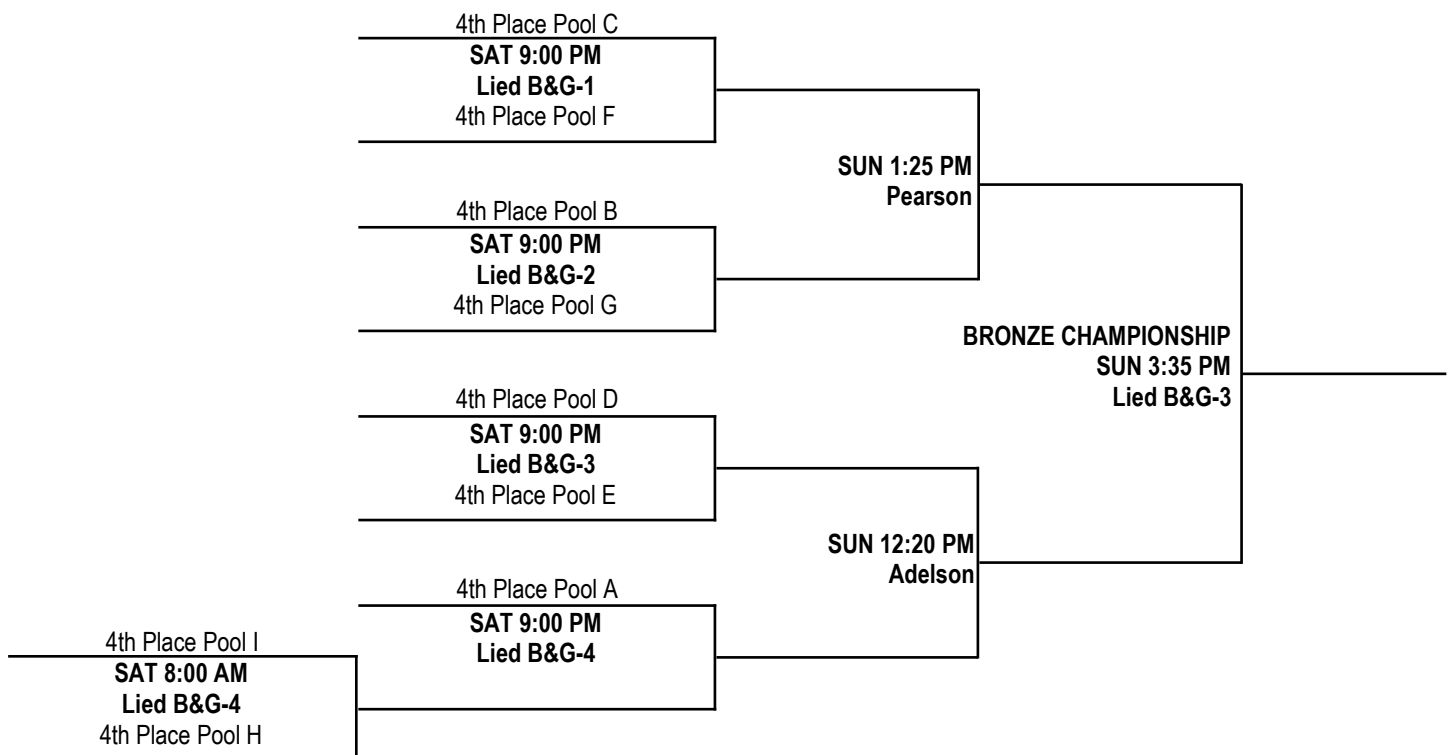 4th Place Pool C
SAT 9:00 PM
Lied B&G-1
4th Place Pool F
SUN 1:25 PM
Pearson
4th Place Pool B
SAT 9:00 PM
Lied B&G-2
4th Place Pool G
BRONZE CHAMPIONSHIP
SUN 3:35 PM
Lied B&G-3
4th Place Pool D
SAT 9:00 PM
Lied B&G-3
4th Place Pool E
SUN 12:20 PM
Adelson
4th Place Pool A
SAT 9:00 PM
Lied B&G-4
4th Place Pool I
SAT 8:00 AM
Lied B&G-4
4th Place Pool H